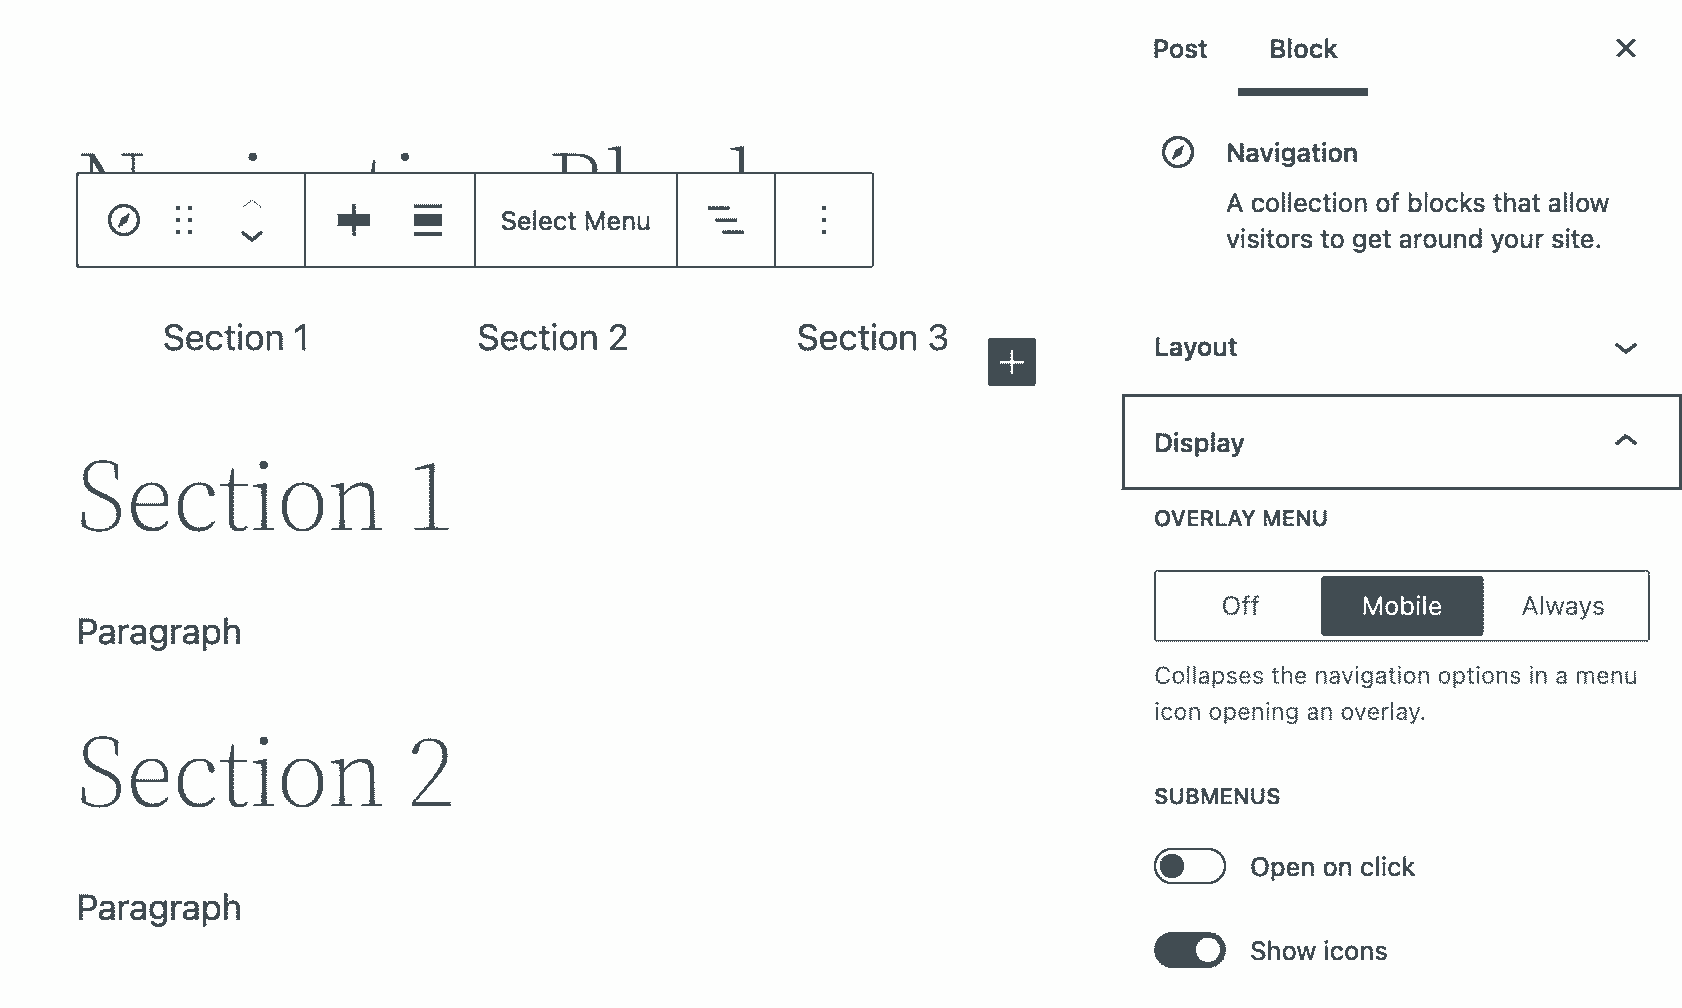 Select Menu
Section 1
Section 2
Section 3
Section 1
Paragraph
Section 2
Paragraph
Post
Block
Navigation
A collection of blocks that allow
visitors to get around your site.
Layout
Display
OVERLAY MENU
Off
Mobile
Always
Collapses the navigation options in a menu
icon opening an overlay.
SUBMENUS
Open on click
Show icons